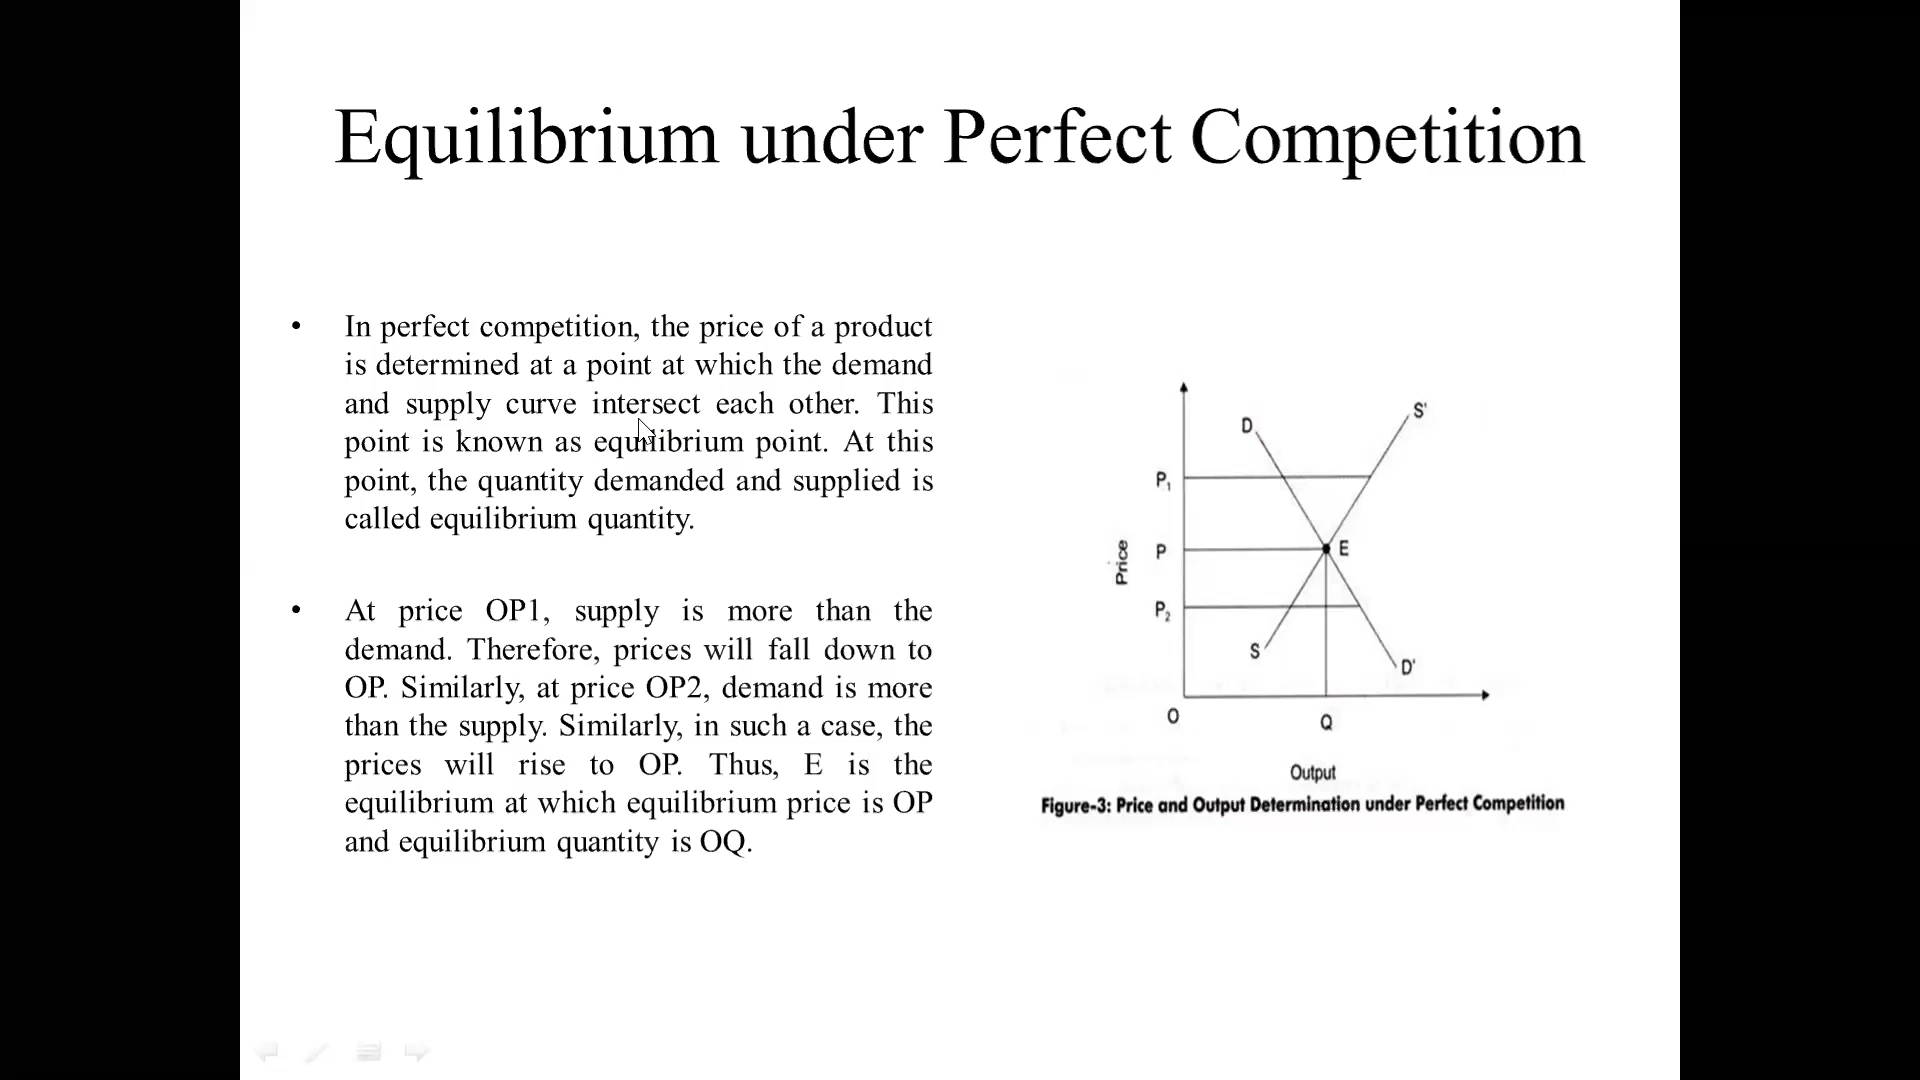 Equilibrium under Perfect Competition
• In perfect competition, the price of a product
is determined at a point at which the demand
and supply curve intersect each other. This
point is known as equilibrium point. At this
point, the quantity demanded and supplied is
called equilibrium quantity.
• At price OP1, supply is more than the
demand. Therefore, prices will fall down to
OP. Similarly, at price OP2, demand is more
than the supply. Similarly, in such a case, the
prices will rise to OP. Thus, E is the
equilibrium at which equilibrium price is OP
and equilibrium quantity is OQ.
S'
D
P₁
E
P
Price
P₂
S
D'
O
Q
Output
Figure-3: Price and Output Determination under Perfect Competition